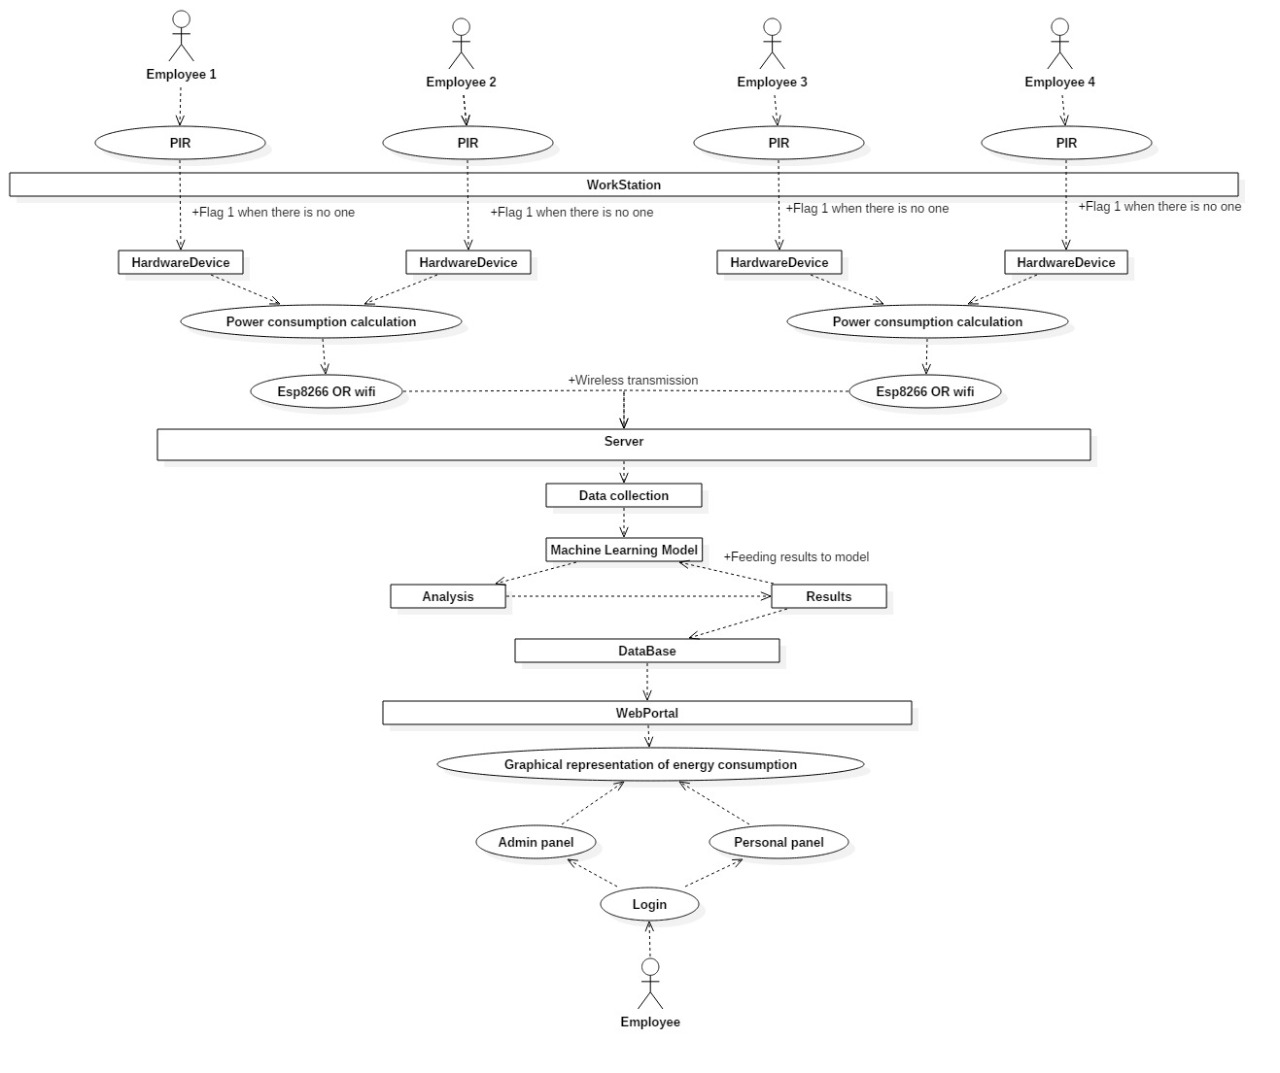 Employee 1
Employee 2
Employee 3
Employee 4
PIR
PIR
PIR
PIR
WorkStation
+Flag 1 when there is no one
+Flag 1 when there is no one
+Flag 1 when there is no one
+Flag 1 when there is no one
HardwareDevice
HardwareDevice
HardwareDevice
HardwareDevice
Power consumption calculation
Power consumption calculation
+Wireless transmission
Esp8266 OR wifi
Esp8266 OR wifi
Server
Data collection
Machine Learning Model
+Feeding results to model
Analysis
Results
DataBase
WebPortal
Graphical representation of energy consumption
Admin panel
Personal panel
Login
Employee